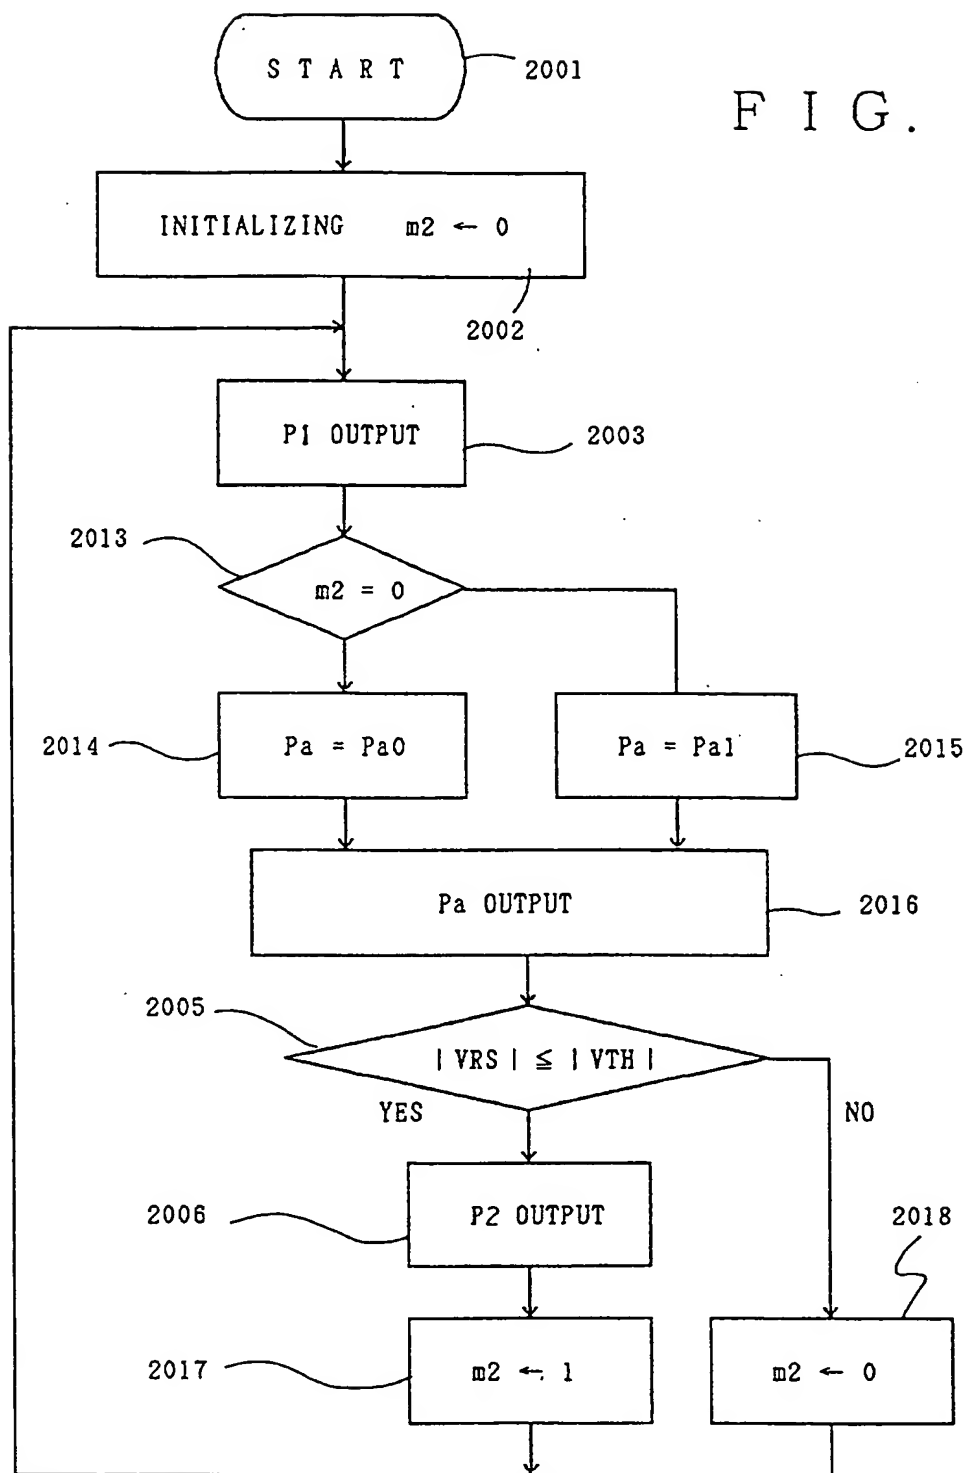 START
2001
FIG.
INITIALIZING m2 ← 0
2002
P1 OUTPUT
2003
2013
m2 = 0
2014
Pa = Pa0
Pa = Pa1
2015
Pa OUTPUT
2016
2005
|VRS| ≦ |VTH|
YES
NO
2006
P2 OUTPUT
2018
2017
m2 ← 1
m2 ← 0